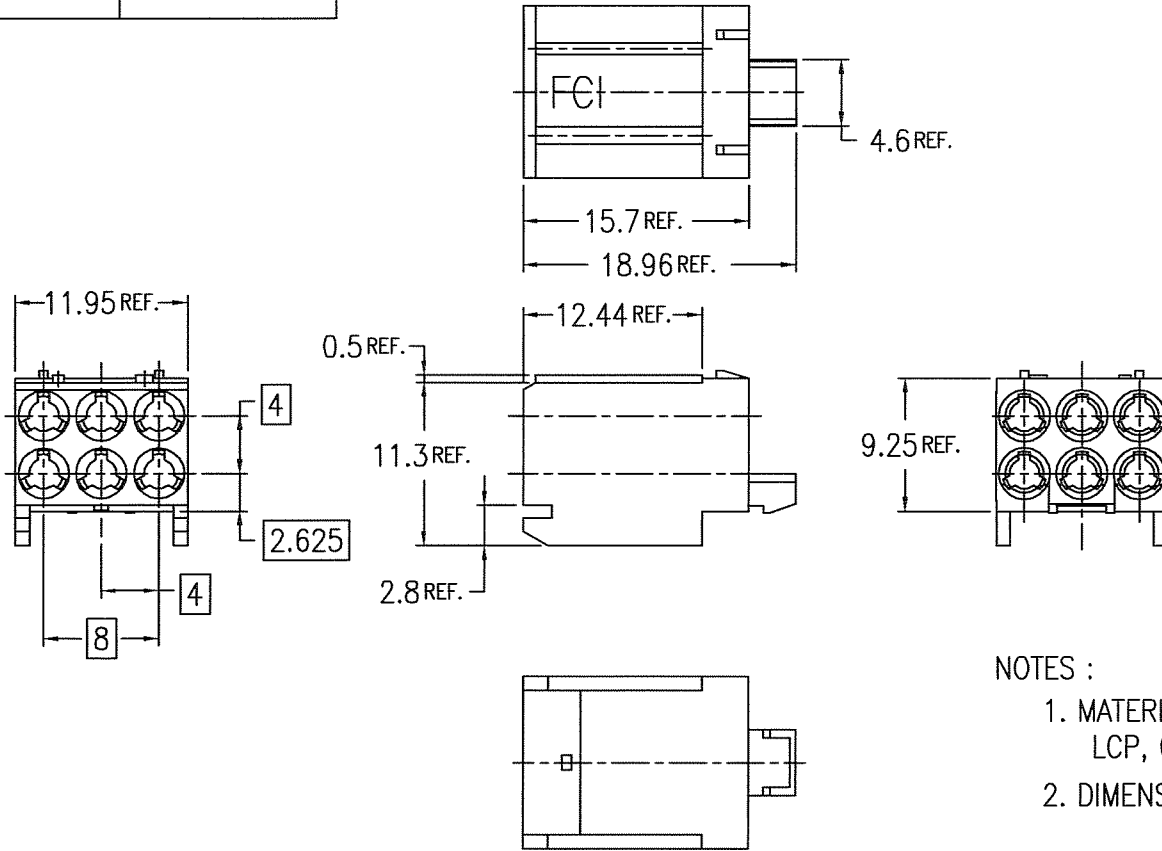 FCI
4.6 REF.
15.7 REF.
18.96 REF.
11.95 REF.
12.44 REF.
0.5 REF.
4
11.3 REF.
9.25 REF.
2.625
4
2.8 REF.
8
NOTES :
1. MATERI
LCP,
2. DIMENS